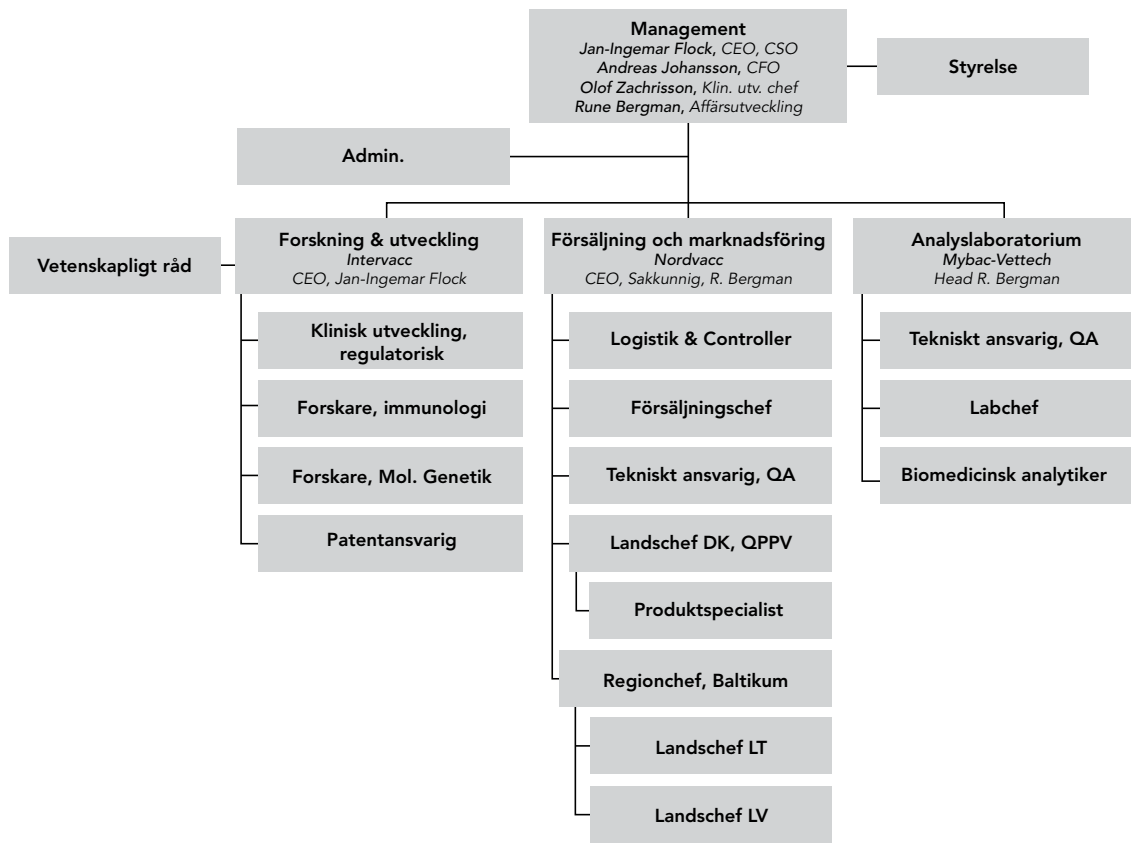 Management
Jan-Ingemar Flock, CEO, CSO
Andreas Johansson, CFO
Olof Zachrisson, Klin. utv. chef
Rune Bergman, Affärsutveckling
Styrelse
Admin.
Vetenskapligt råd
Forskning & utveckling
Intervacc
CEO, Jan-Ingemar Flock
Klinisk utveckling,
regulatorisk
Forskare, immunologi
Forskare, Mol. Genetik
Patentansvarig
Försäljning och marknadsföring
Nordvacc
CEO, Sakkunnig, R. Bergman
Logistik & Controller
Försäljningschef
Tekniskt ansvarig, QA
Landschef DK, QPPV
Produktspecialist
Regionchef, Baltikum
Landschef LT
Landschef LV
Analyslaboratorium
Mybac-Vettech
Head R. Bergman
Tekniskt ansvarig, QA
Labchef
Biomedicinsk analytiker